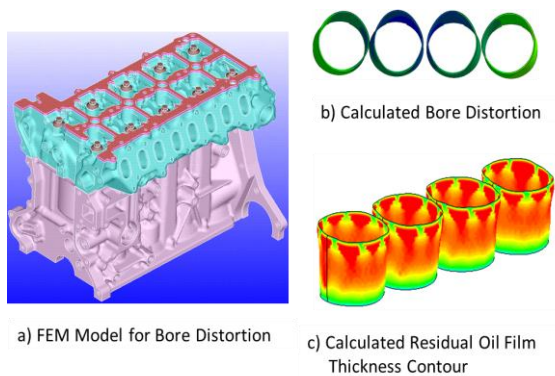 b) Calculated Bore Distortion
a) FEM Model for Bore Distortion
c) Calculated Residual Oil Film
Thickness Contour